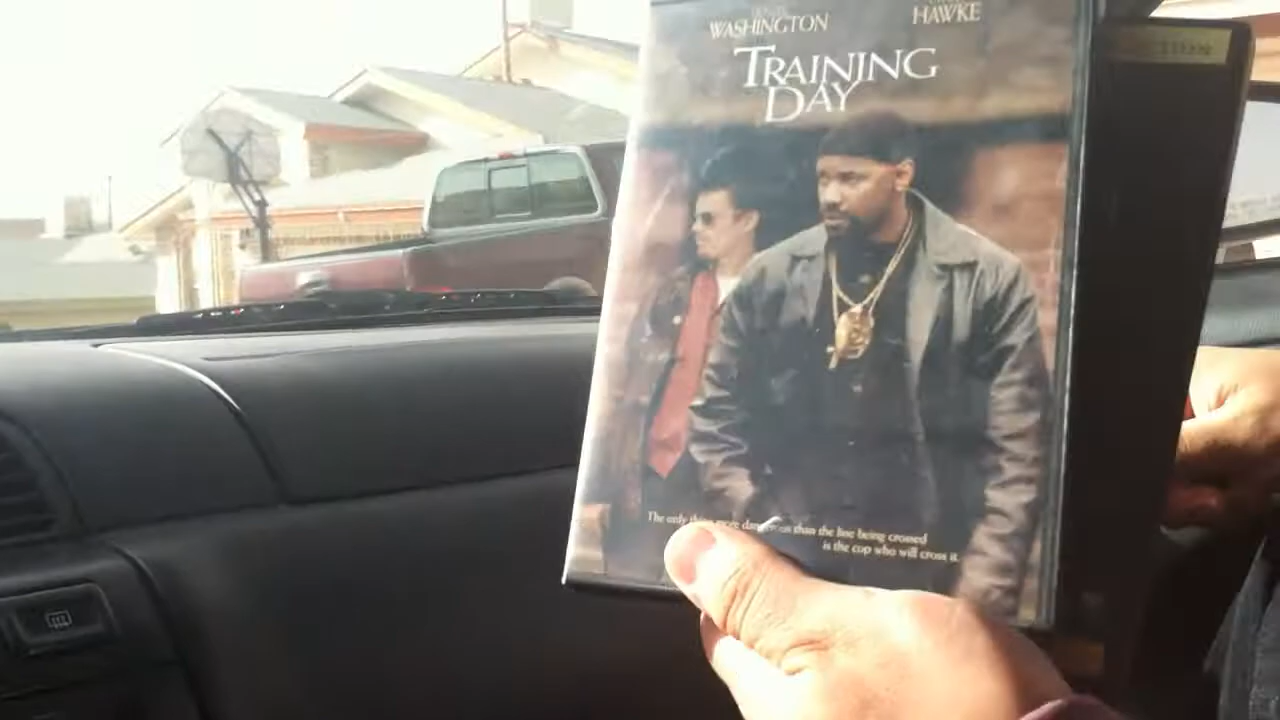 WASHINGTON
HAWKE
TRAINING
DAY
The only thing more dangerous than the line being crossed
is the cop who will cross it.